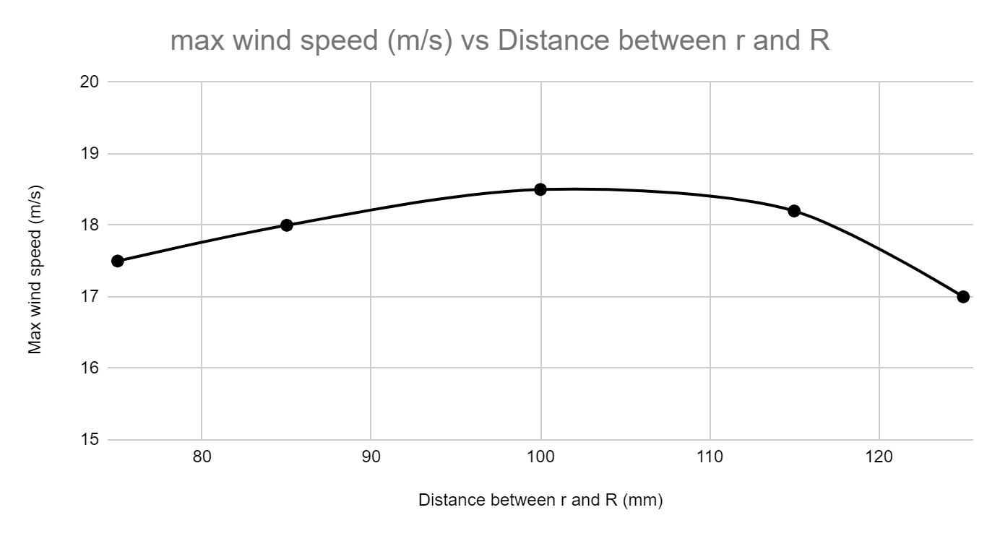 max wind speed (m/s) vs Distance between r and R
20
19
18
17
16
15
Max wind speed (m/s)
80 90 100 110 120
Distance between r and R (mm)